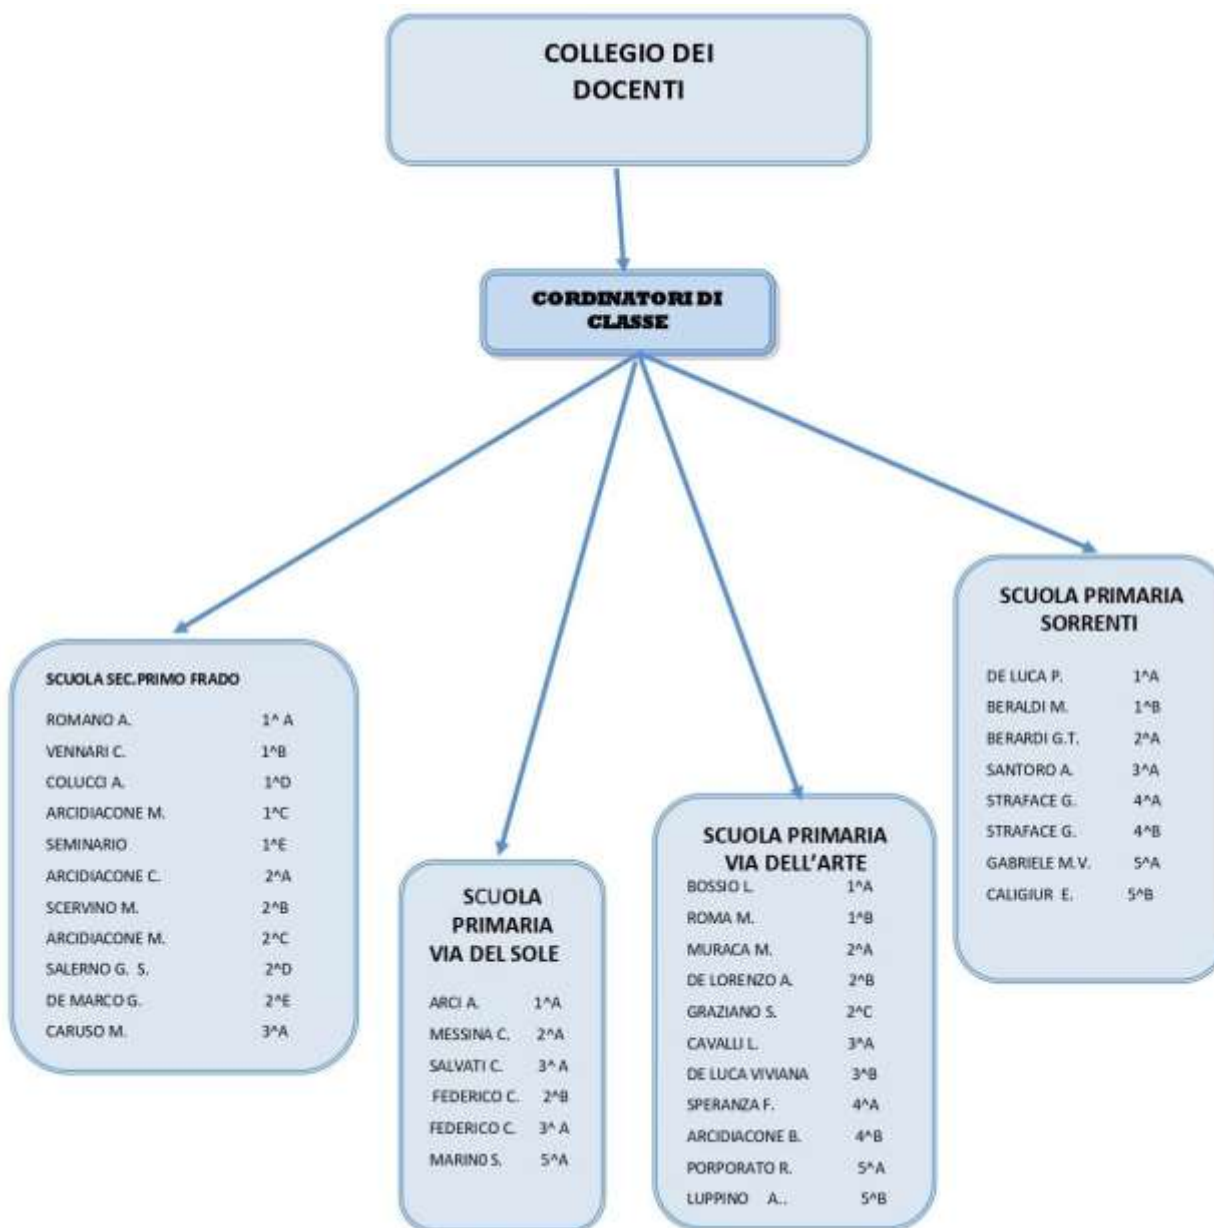 COLLEGIO DEI
DOCENTI
CORDINATORI DI
CLASSE
SCUOLA SEC.PRIMO FRADO
ROMANO A. 1^ A
VENNARI C. 1^B
COLUCCI A. 1^D
ARCIDIACONE M. 1^C
SEMINARIO 1^E
ARCIDIACONE C. 2^A
SCERVINO M. 2^B
ARCIDIACONE M. 2^C
SALERNO G. S. 2^D
DE MARCO G. 2^E
CARUSO M. 3^A
SCUOLA
PRIMARIA
VIA DEL SOLE
ARCI A. 1^A
MESSINA C. 2^A
SALVATI C. 3^ A
FEDERICO C. 2^B
FEDERICO C. 3^ A
MARIN0 S. 5^A
SCUOLA PRIMARIA
VIA DELL'ARTE
BOSSIO L. 1^A
ROMA M. 1^B
MURACA M. 2^A
DE LORENZO A. 2^B
GRAZIANO S. 2^C
CAVALLI L. 3^A
DE LUCA VIVIANA 3^B
SPERANZA F. 4^A
ARCIDIACONE B. 4^B
PORPORATO R. 5^A
LUPPINO A.. 5^B
SCUOLA PRIMARIA
SORRENTI
DE LUCA P. 1^A
BERALDI M. 1^B
BERARDI G.T. 2^A
SANTORO A. 3^A
STRAFACE G. 4^A
STRAFACE G. 4^B
GABRIELE M.V. 5^A
CALIGIUR E. 5^B